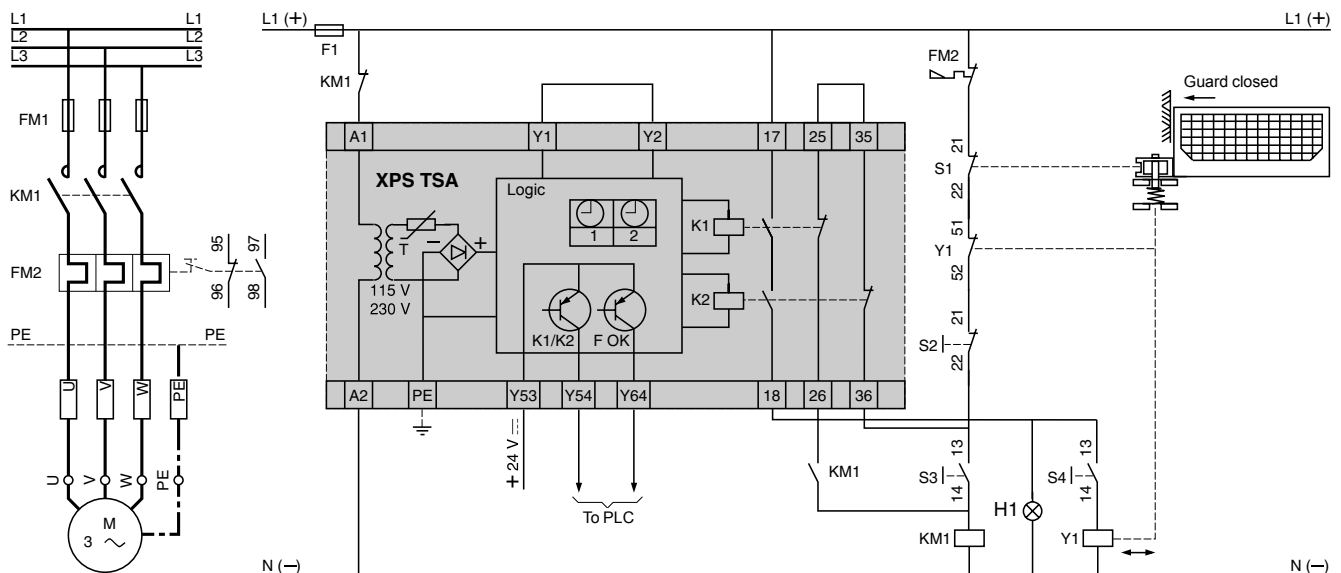 L1 L1
L2 L2
L3 L3
FM1
KM1
FM2
95 97
96 98
PE PE
U V W PE
U V W PE
M
3 ~
L1 (+) L1 (+)
F1
KM1
FM2
Guard closed
A1 Y1 Y2 17 25 35
XPS TSA
Logic
T
− +
1 2
K1
K2
115 V
230 V
K1/K2 F OK
A2 PE Y53 Y54 Y64 18 26 36
+ 24 V
To PLC
21
S1
22
51
Y1
52
21
S2
22
KM1
13
S3
14
13
S4
14
H1
KM1 Y1
N (–) N (–)